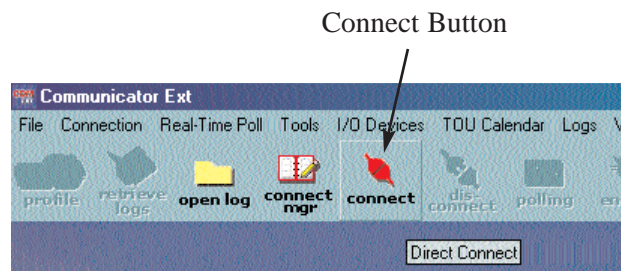 Connect Button
Communicator Ext
File Connection Real-Time Poll Tools I/O Devices TOU Calendar Logs
profile retrieve logs open log connect mgr connect dis-connect polling
Direct Connect